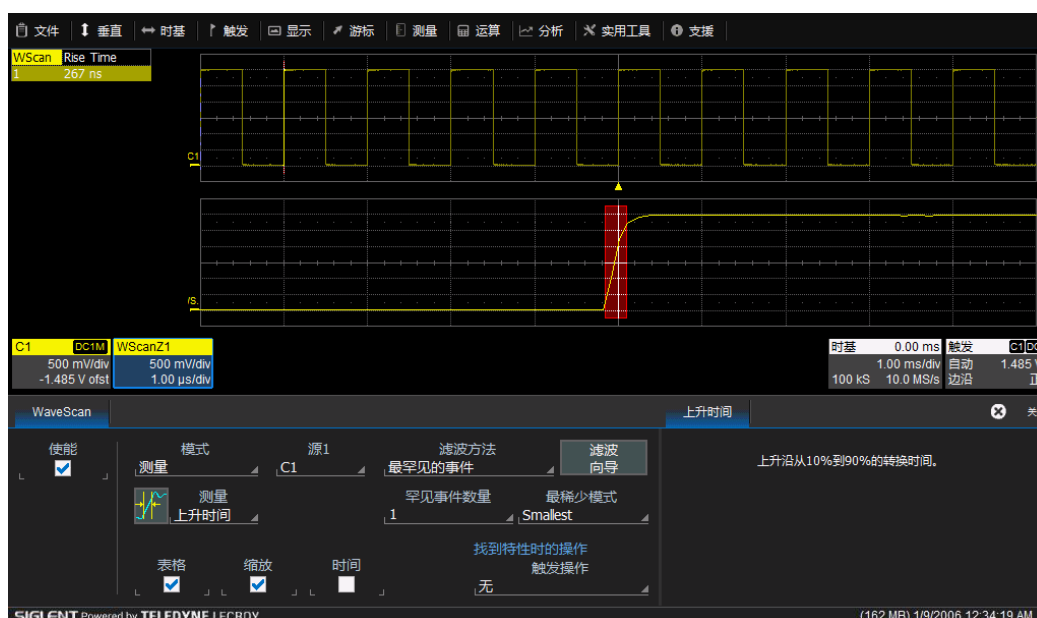 文件 垂直 时基 触发 显示 游标 测量 运算 分析 实用工具 支援
WScan Rise Time
1 267 ns
C1
C1 DC1M
500 mV/div
-1.485 V ofst
WScanZ1
500 mV/div
1.00 µs/div
时基 0.00 ms
1.00 ms/div
100 kS 10.0 MS/s
触发 C1 DC
自动 1.485 V
边沿 正
WaveScan
上升时间
关
使能
模式
测量
源1
C1
滤波方法
最罕见的事件
滤波
向导
上升沿从10%到90%的转换时间。
测量
上升时间
罕见事件数量
1
最稀少模式
Smallest
找到特性时的操作
触发操作
无
表格
缩放
时间
SIGLENT Powered by TELEDYNE LECROY
(162 MB) 1/9/2006 12:34:19 AM